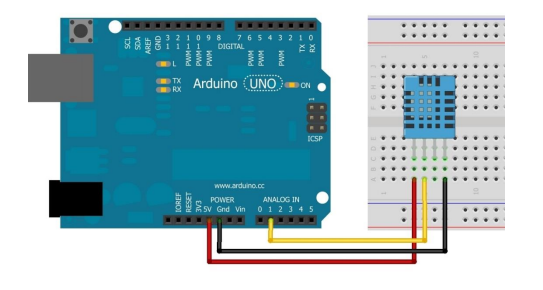 SCL
SDA
AREF
GND
13
12
11
10
9
8
7
6
5
4
3
2
1
0
PWM
PWM
PWM
PWM
PWM
PWM
TX
RX
DIGITAL
L
TX
RX
Arduino UNO
ON
1
ICSP
www.arduino.cc
IOREF
RESET
3V3
5V
Gnd
Vin
POWER
ANALOG IN
0 1 2 3 4 5